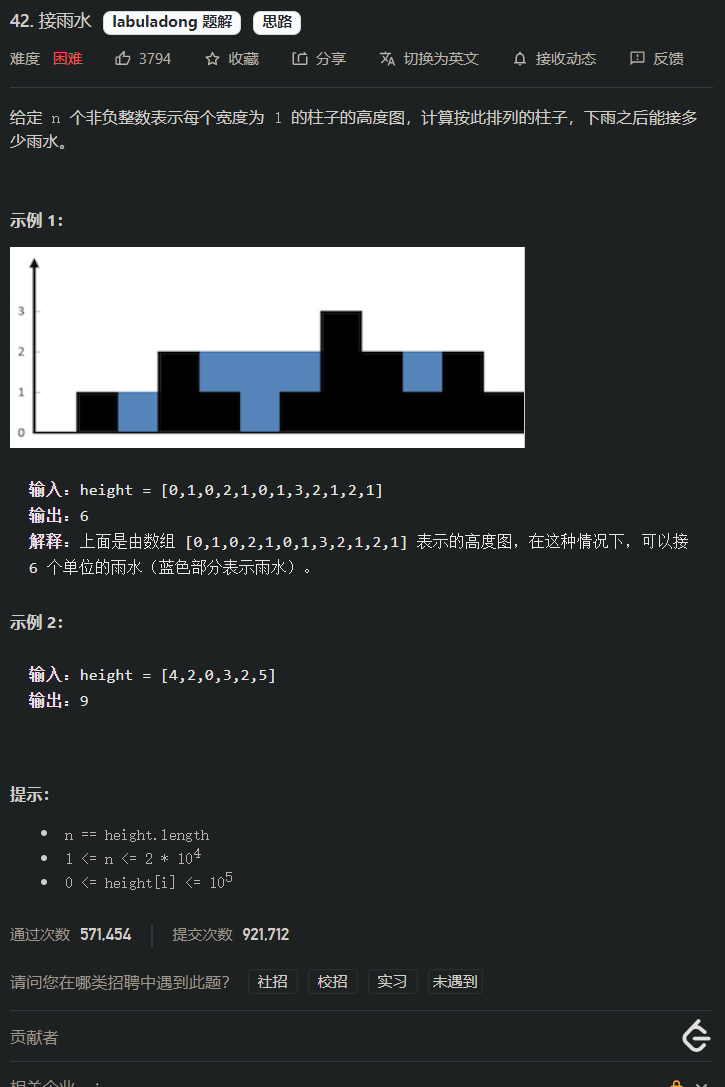 42. 接雨水 labuladong 题解 思路
难度 困难 3794 收藏 分享 切换为英文 接收动态 反馈
给定 n 个非负整数表示每个宽度为 1 的柱子的高度图，计算按此排列的柱子，下雨之后能接多
少雨水。
示例 1：
3
2
1
0
输入：height = [0,1,0,2,1,0,1,3,2,1,2,1]
输出：6
解释：上面是由数组 [0,1,0,2,1,0,1,3,2,1,2,1] 表示的高度图，在这种情况下，可以接
6 个单位的雨水（蓝色部分表示雨水）。
示例 2：
输入：height = [4,2,0,3,2,5]
输出：9
提示：
n == height.length
1 <= n <= 2 * 10⁴
0 <= height[i] <= 10⁵
通过次数 571,454 提交次数 921,712
请问您在哪类招聘中遇到此题？ 社招 校招 实习 未遇到
贡献者
相关企业